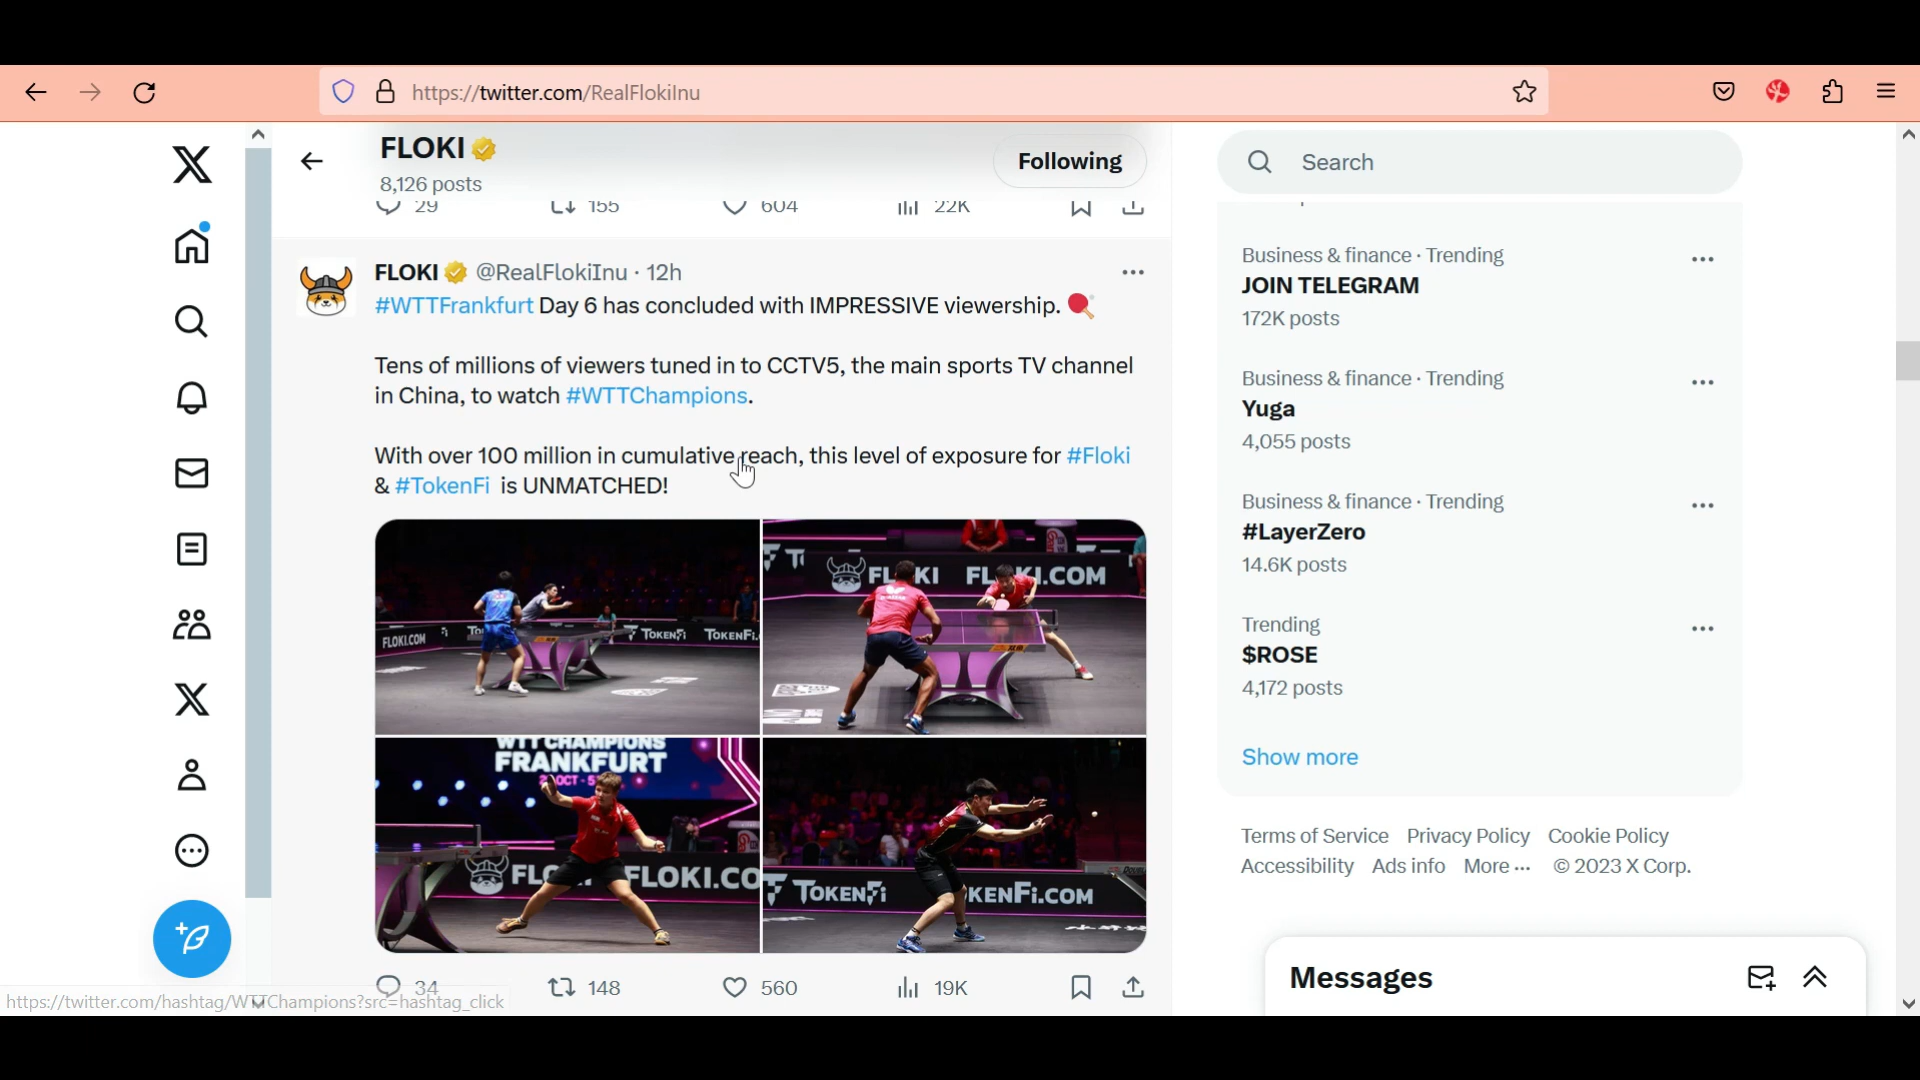 https://twitter.com/RealFlokiInu
FLOKI
8,126 posts
Following
Search
29 155 604 22K
FLOKI @RealFlokiInu · 12h
#WTTFrankfurt Day 6 has concluded with IMPRESSIVE viewership.
Tens of millions of viewers tuned in to CCTV5, the main sports TV channel
in China, to watch #WTTChampions.
With over 100 million in cumulative reach, this level of exposure for #Floki
& #TokenFi is UNMATCHED!
FLOKI.COM
TOKENFI
TOKENFI.
FLOKI FLOKI.COM
WTT CHAMPIONS
FRANKFURT
FLOKI.CO
TOKENFI
KENFI.COM
34 148 560 19K
Business & finance · Trending
JOIN TELEGRAM
172K posts
Business & finance · Trending
Yuga
4,055 posts
Business & finance · Trending
#LayerZero
14.6K posts
Trending
$ROSE
4,172 posts
Show more
Terms of Service Privacy Policy Cookie Policy
Accessibility Ads info More ··· © 2023 X Corp.
Messages
https://twitter.com/hashtag/WTTChampions?src=hashtag_click